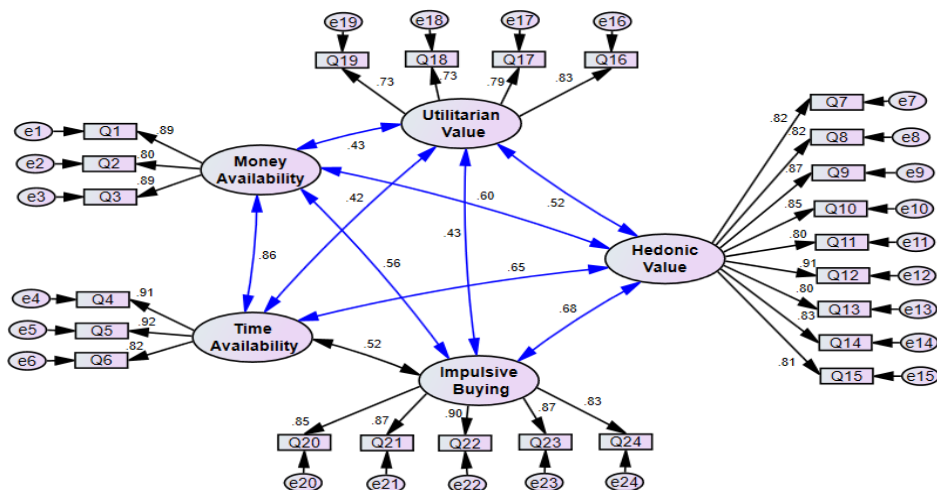 e19
e18
e17
e16
Q19
Q18
Q17
Q16
.73
.73
.79
.83
Utilitarian
Value
e1
Q1
.89
e2
Q2
.80
e3
Q3
.89
Money
Availability
.43
.42
.60
.43
.52
.86
.56
.65
.68
.52
Q7
e7
.82
Q8
e8
.82
Q9
e9
.87
Q10
e10
.85
Q11
e11
.80
Q12
e12
.91
Q13
e13
.80
Q14
e14
.83
Q15
e15
.81
Hedonic
Value
e4
Q4
.91
e5
Q5
.92
e6
Q6
.82
Time
Availability
Impulsive
Buying
.85
.87
.90
.87
.83
Q20
Q21
Q22
Q23
Q24
e20
e21
e22
e23
e24